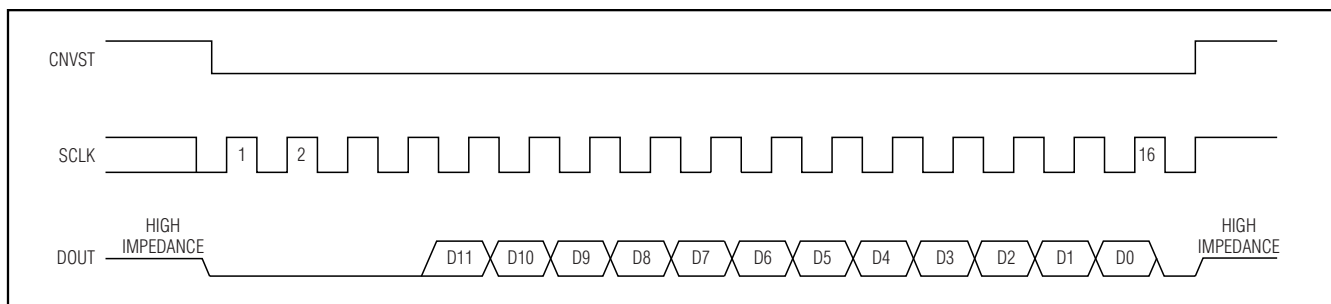 CNVST
SCLK
1
2
16
HIGH
IMPEDANCE
HIGH
IMPEDANCE
DOUT
D11
D10
D9
D8
D7
D6
D5
D4
D3
D2
D1
D0